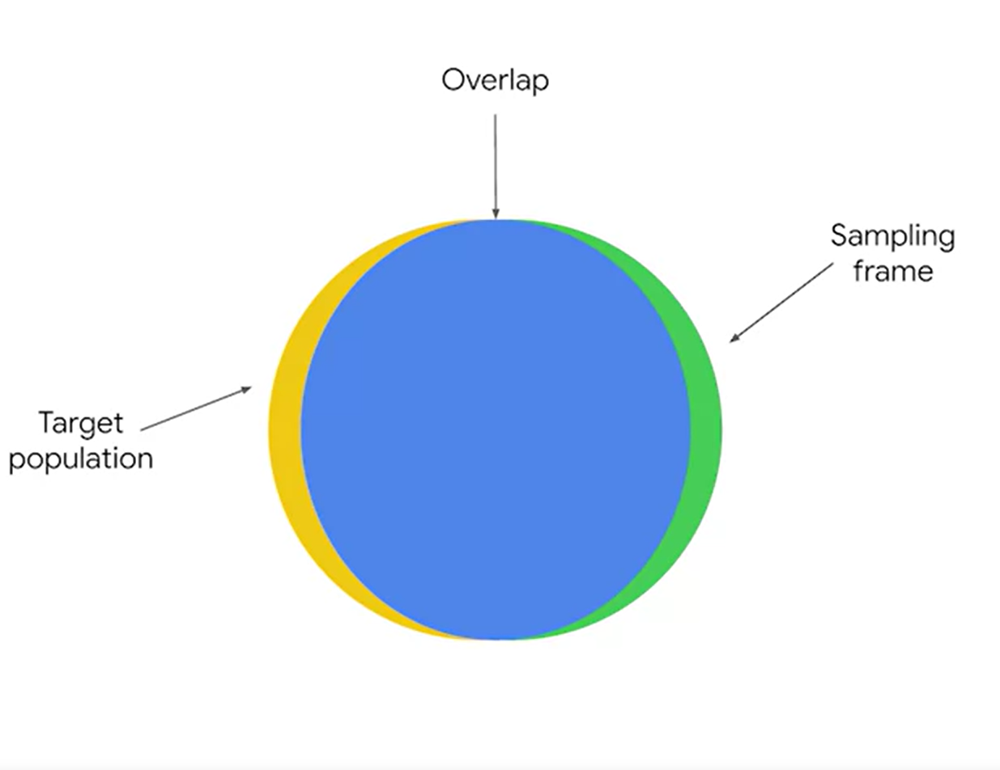 Overlap
Sampling
frame
Target
population